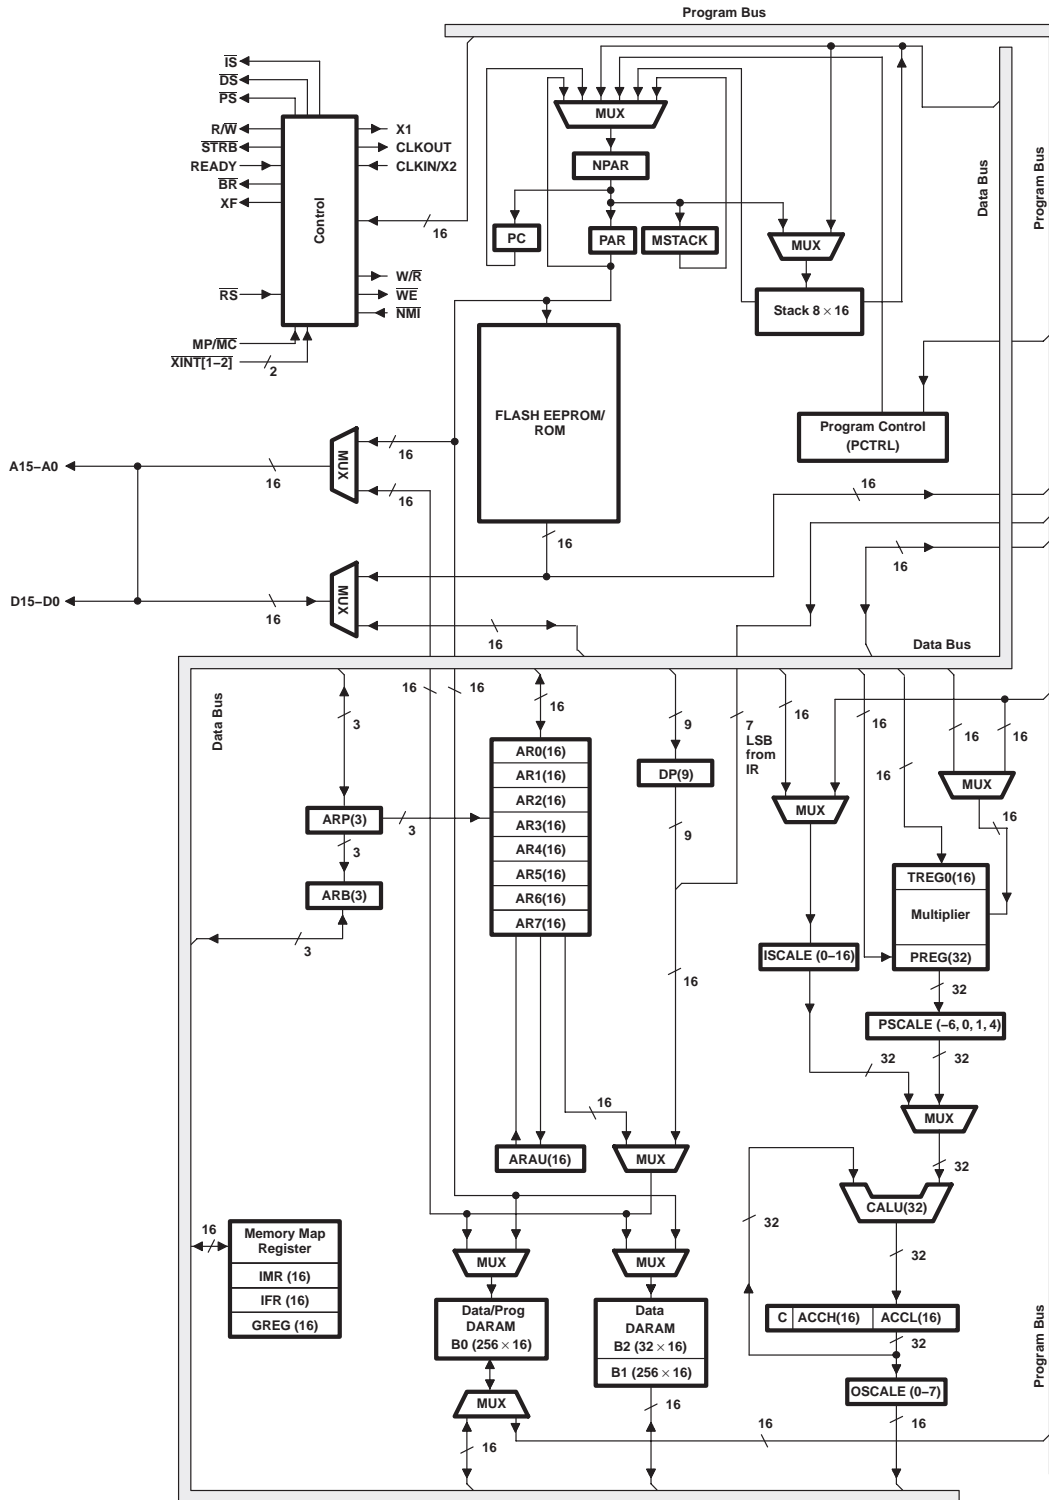 Program Bus
IS
DS
PS
R/W
STRB
READY
BR
XF
RS
MP/MC
XINT[1–2]
2
Control
X1
CLKOUT
CLKIN/X2
16
W/R
WE
NMI
MUX
NPAR
PC
PAR
MSTACK
MUX
Stack 8 × 16
Data Bus
Program Bus
FLASH EEPROM/
ROM
Program Control
(PCTRL)
A15–A0
16
MUX
16
16
16
16
D15–D0
16
MUX
16
16
Data Bus
Data Bus
16
16
3
16
9
7
LSB
from
IR
16
16
16
16
16
AR0(16)
AR1(16)
AR2(16)
AR3(16)
AR4(16)
AR5(16)
AR6(16)
AR7(16)
DP(9)
9
MUX
MUX
16
ARP(3)
3
3
ARB(3)
3
TREG0(16)
Multiplier
PREG(32)
ISCALE (0–16)
16
32
PSCALE (–6, 0, 1, 4)
32
32
MUX
16
ARAU(16)
MUX
32
CALU(32)
32
32
16
Memory Map
Register
IMR (16)
IFR (16)
GREG (16)
MUX
MUX
Data/Prog
DARAM
B0 (256 × 16)
Data
DARAM
B2 (32 × 16)
B1 (256 × 16)
C
ACCH(16)
ACCL(16)
32
OSCALE (0–7)
MUX
16
16
16
16
Program Bus